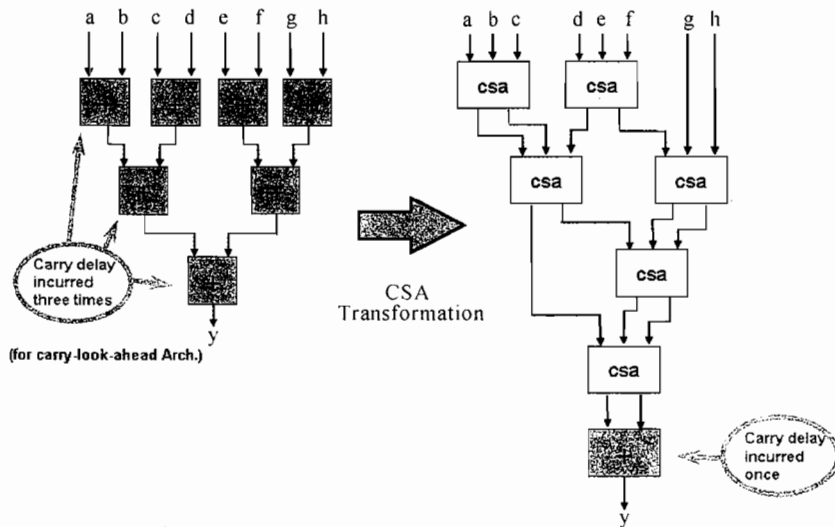 a b c d e f g h
a b c d e f g h
csa csa
csa csa
Carry delay
incurred
three times
csa
y
CSA
Transformation
(for carry-look-ahead Arch.)
csa
Carry delay
incurred
once
y